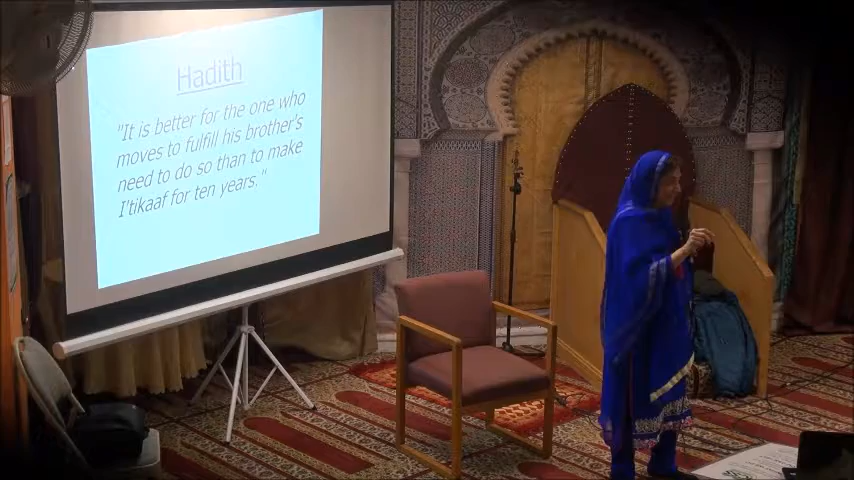 Hadith
"It is better for the one who
moves to fulfill his brother's
need to do so than to make
I'tikaaf for ten years."